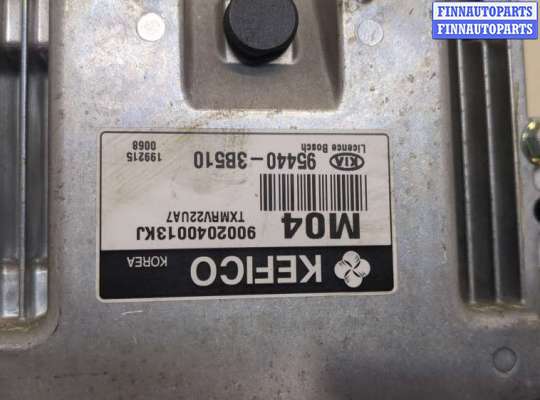 FINNAUTOPARTS
FINNAUTOPARTS
KEFICO
KOREA
9002040013KJ
TXMRV22UA7
M04
95440-3B510
199215
0068
KIA
Licence Bosch